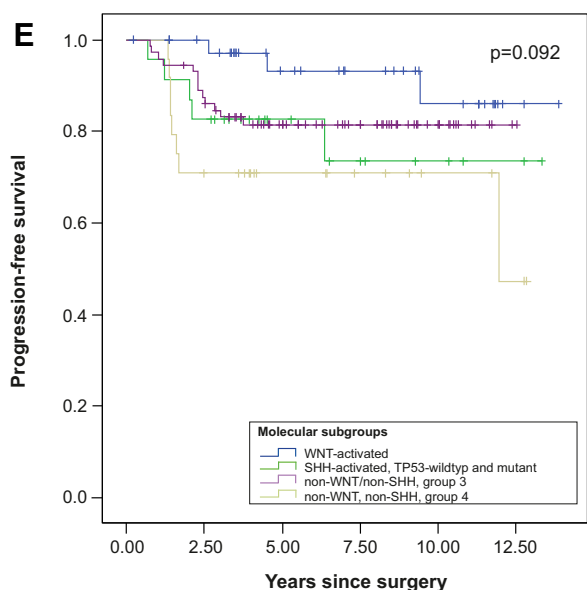 E
p=0.092
Progression-free survival
1.0
0.8
0.6
0.4
0.2
0.0
Molecular subgroups
WNT-activated
SHH-activated, TP53-wildtyp and mutant
non-WNT/non-SHH, group 3
non-WNT, non-SHH, group 4
0.00 2.50 5.00 7.50 10.00 12.50
Years since surgery